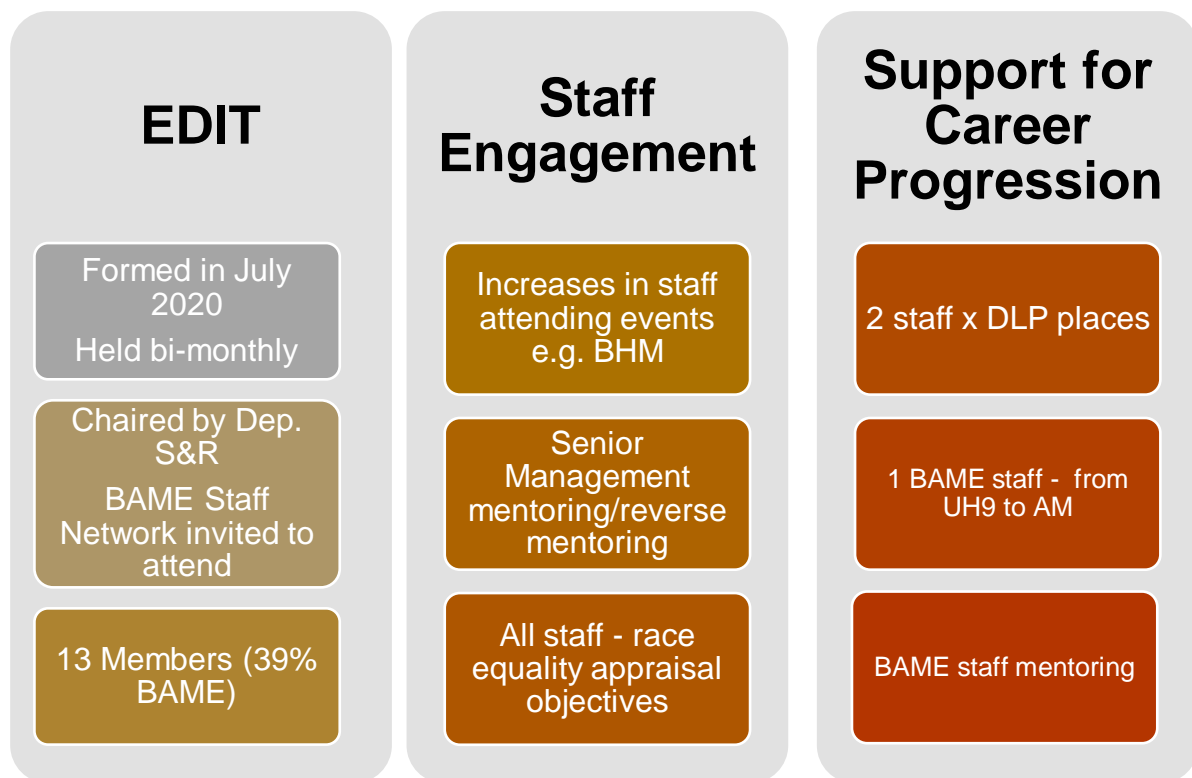 EDIT
Formed in July
2020
Held bi-monthly
Chaired by Dep.
S&R
BAME Staff
Network invited to
attend
13 Members (39%
BAME)
Staff
Engagement
Increases in staff
attending events
e.g. BHM
Senior
Management
mentoring/reverse
mentoring
All staff - race
equality appraisal
objectives
Support for
Career
Progression
2 staff x DLP places
1 BAME staff -  from
UH9 to AM
BAME staff mentoring